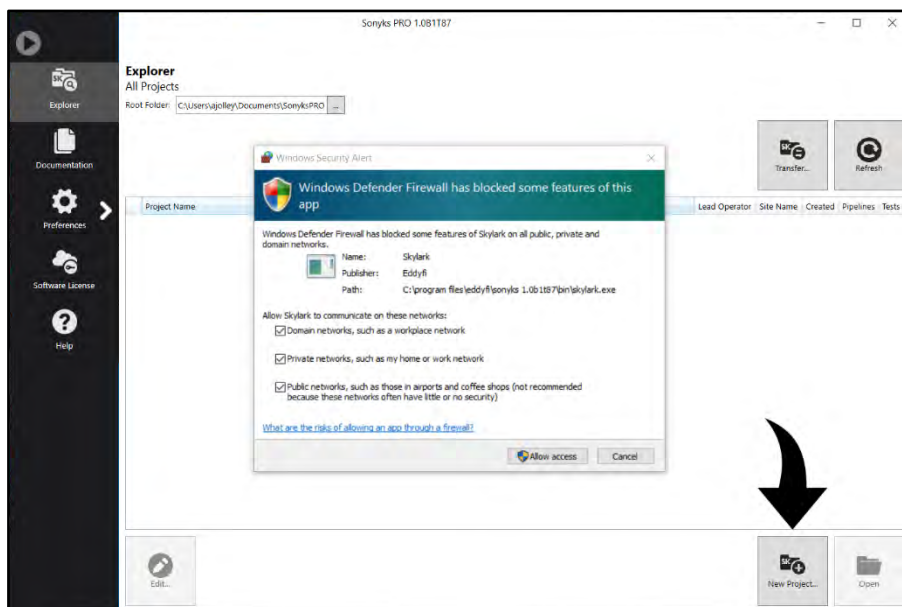 Sonyks PRO 1.0B1T87
Explorer
Documentation
Preferences
Software License
Help
Explorer
All Projects
Root Folder: C:\Users\ajolley\Documents\SonyksPRO ...
SK
Transfer...
Refresh
Project Name Lead Operator Site Name Created Pipelines Tests
Windows Security Alert
Windows Defender Firewall has blocked some features of this
app
Windows Defender Firewall has blocked some features of Skylark on all public, private and
domain networks.
Name: Skylark
Publisher: Eddyfi
Path: C:\program files\eddyfi\sonyks 1.0b1t87\bin\skylark.exe
Allow Skylark to communicate on these networks:
Domain networks, such as a workplace network
Private networks, such as my home or work network
Public networks, such as those in airports and coffee shops (not recommended
because these networks often have little or no security)
What are the risks of allowing an app through a firewall?
Allow access Cancel
Edit...
SK
New Project...
Open